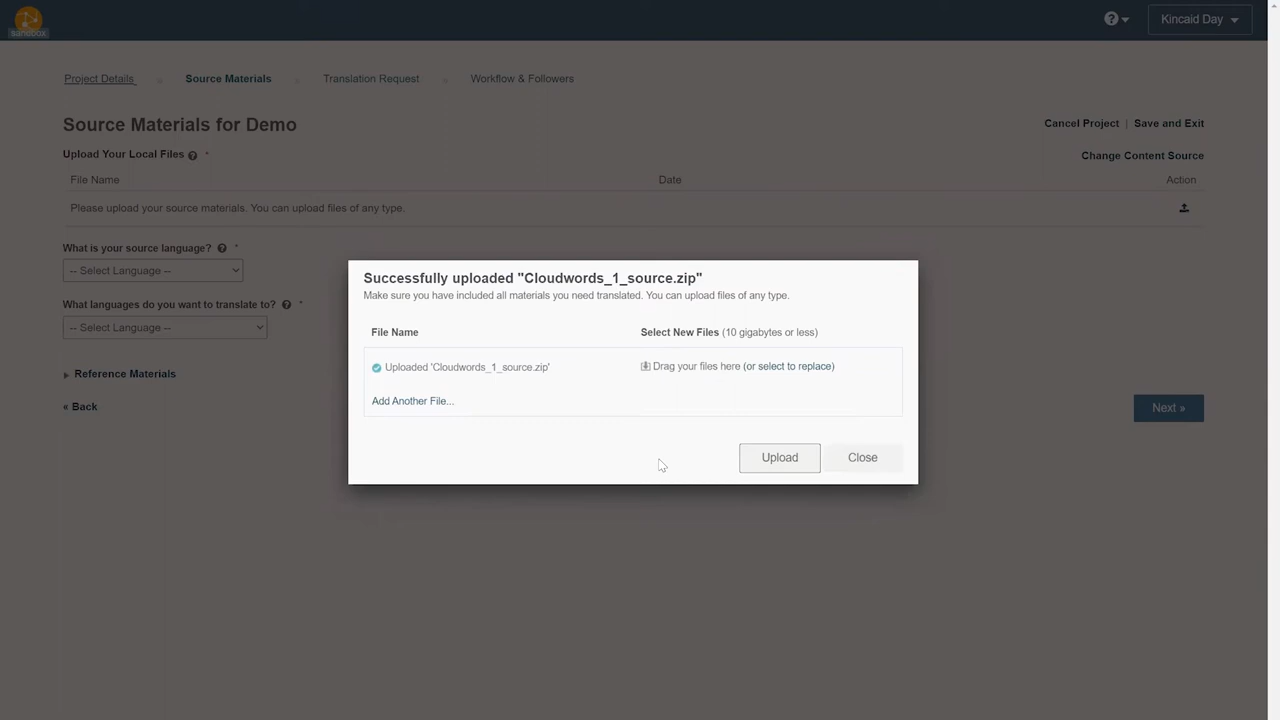 sandbox
Kincaid Day
Project Details » Source Materials » Translation Request » Workflow & Followers
Source Materials for Demo
Cancel Project | Save and Exit
Upload Your Local Files *
Change Content Source
File Name Date Action
Please upload your source materials. You can upload files of any type.
What is your source language? *
-- Select Language --
What languages do you want to translate to? *
-- Select Language --
Reference Materials
« Back
Next »
Successfully uploaded "Cloudwords_1_source.zip"
Make sure you have included all materials you need translated. You can upload files of any type.
File Name Select New Files (10 gigabytes or less)
Uploaded 'Cloudwords_1_source.zip' Drag your files here (or select to replace)
Add Another File...
Upload Close